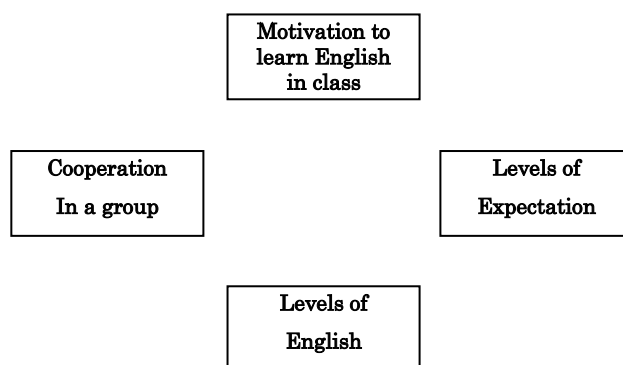 Motivation to
learn English
in class
Cooperation
In a group
Levels of
Expectation
Levels of
English